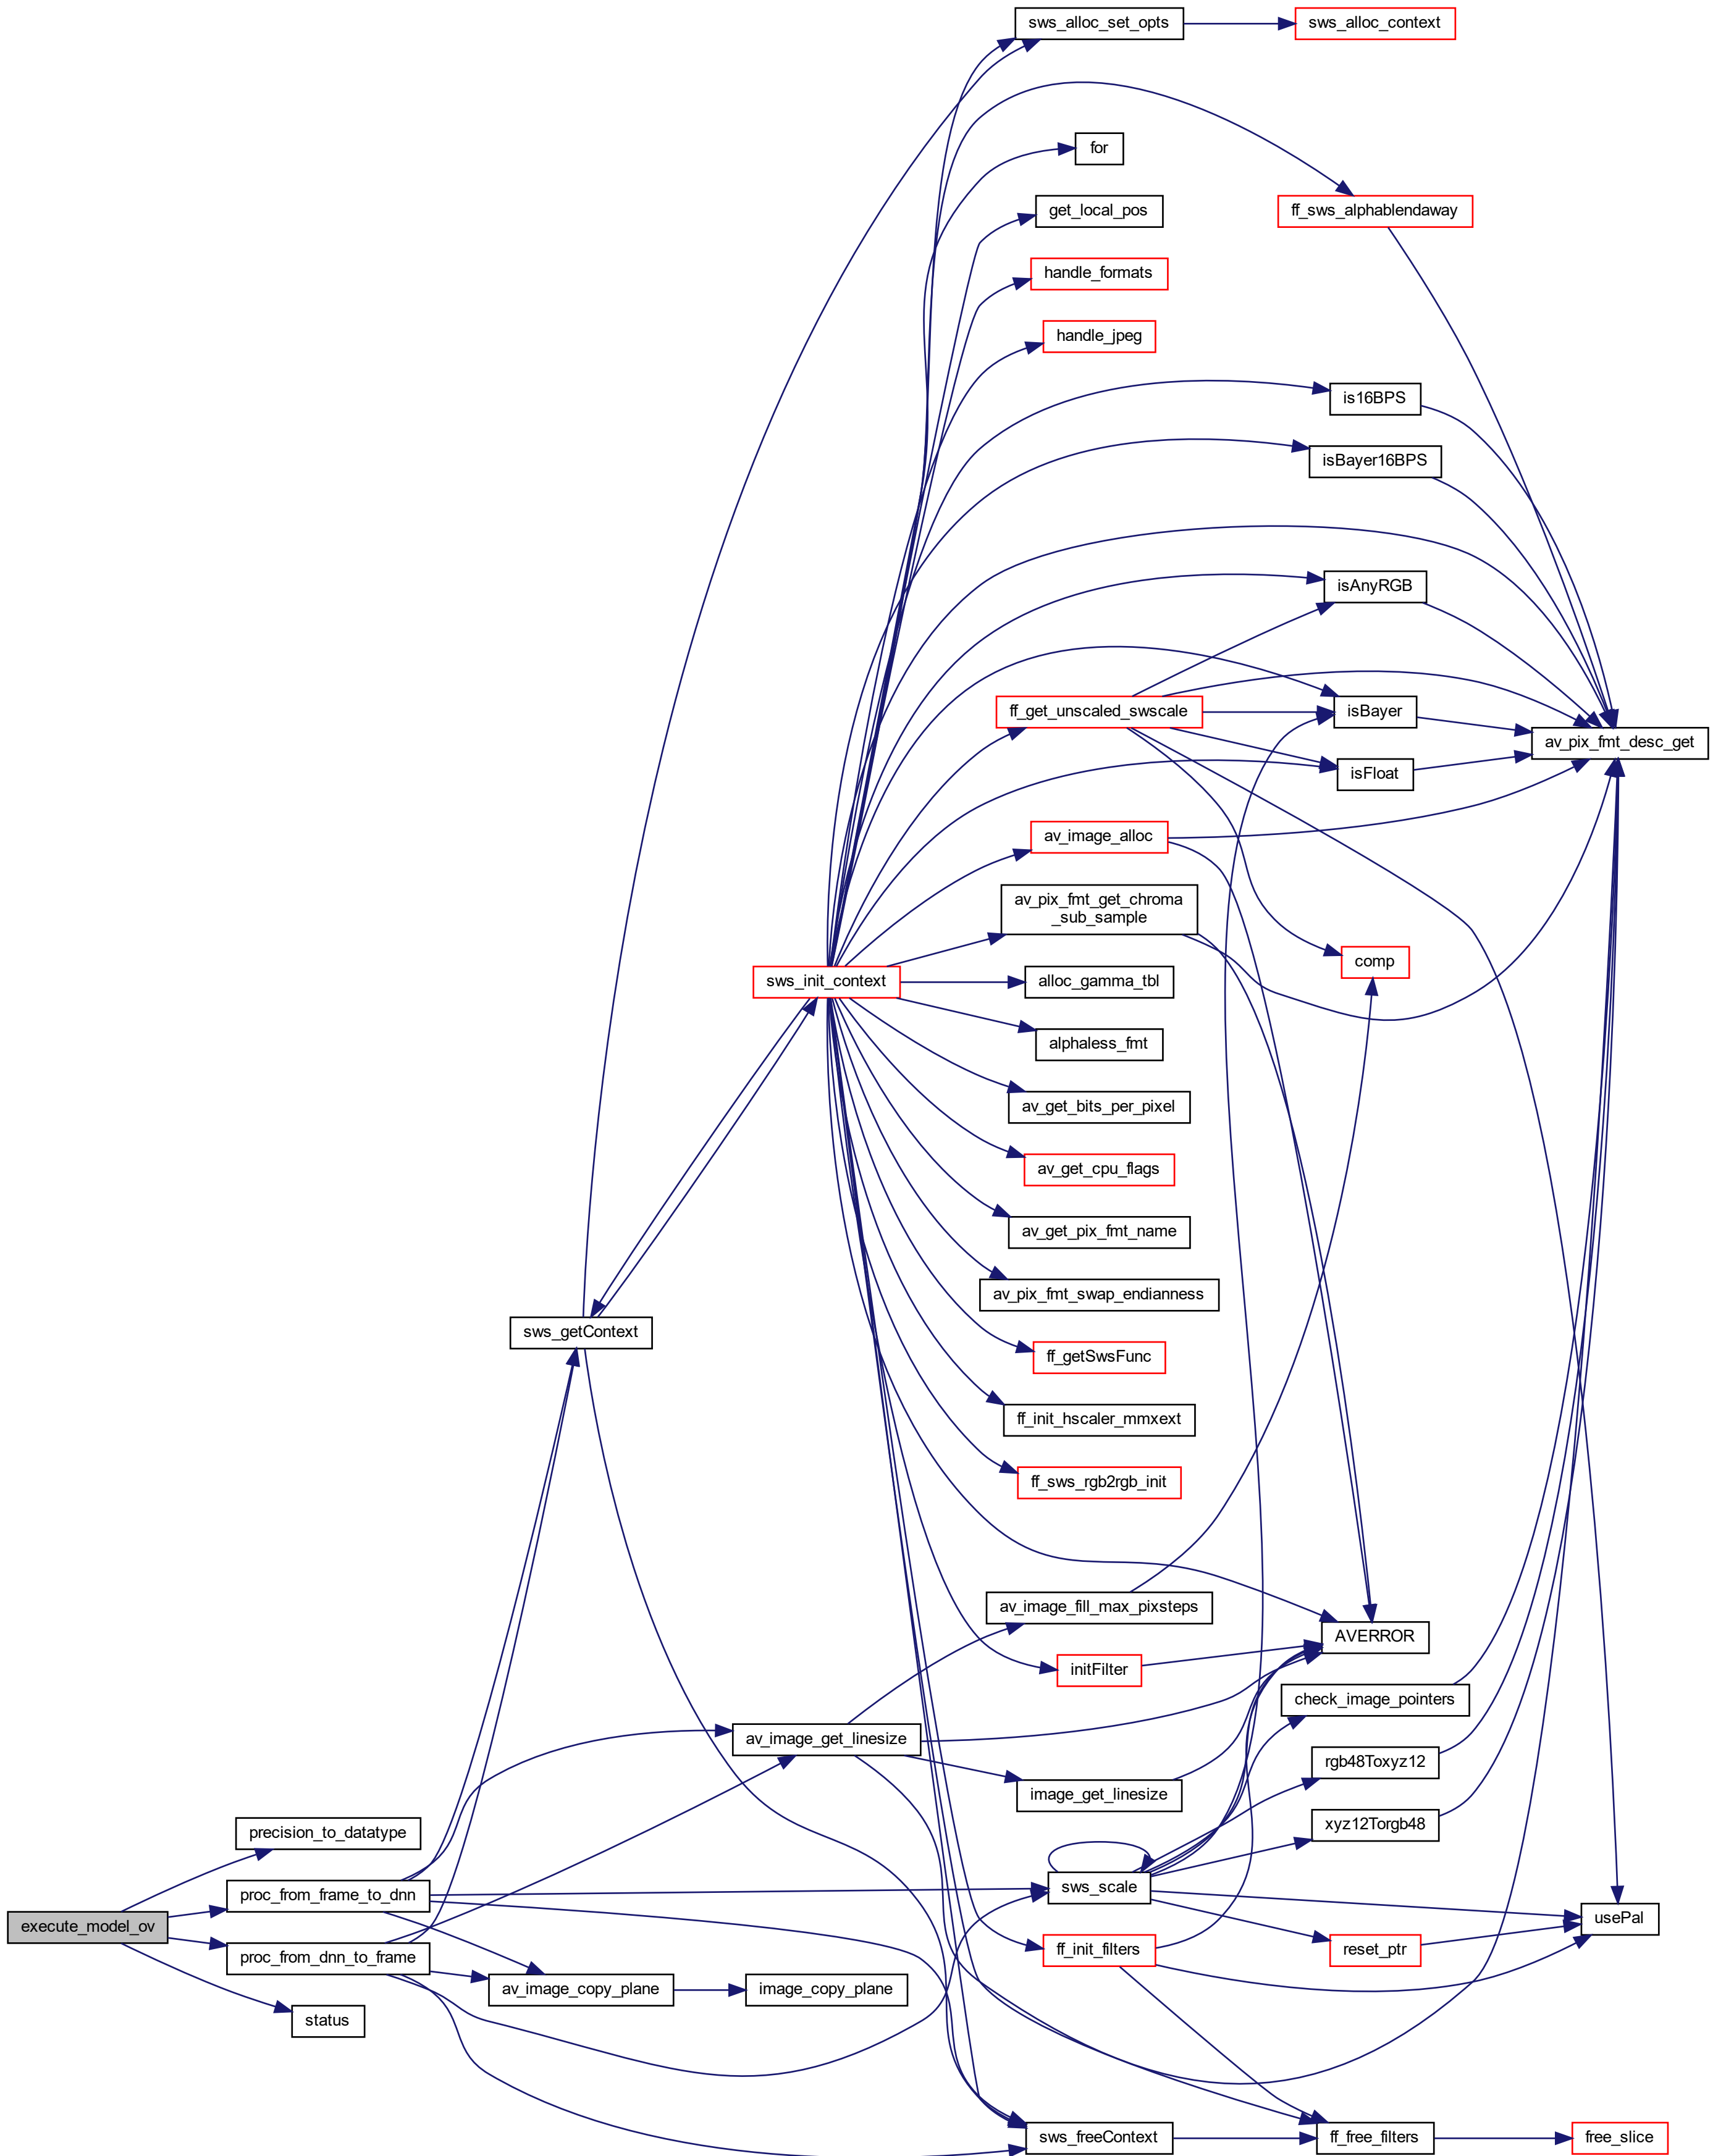 sws_alloc_set_opts
sws_alloc_context
for
get_local_pos
ff_sws_alphablendaway
handle_formats
handle_jpeg
is16BPS
isBayer16BPS
isAnyRGB
ff_get_unscaled_swscale
isBayer
av_pix_fmt_desc_get
isFloat
av_image_alloc
av_pix_fmt_get_chroma
_sub_sample
comp
sws_init_context
alloc_gamma_tbl
alphaless_fmt
av_get_bits_per_pixel
av_get_cpu_flags
av_get_pix_fmt_name
av_pix_fmt_swap_endianness
sws_getContext
ff_getSwsFunc
ff_init_hscaler_mmxext
ff_sws_rgb2rgb_init
av_image_fill_max_pixsteps
AVERROR
initFilter
check_image_pointers
av_image_get_linesize
rgb48Toxyz12
image_get_linesize
xyz12Torgb48
precision_to_datatype
sws_scale
proc_from_frame_to_dnn
usePal
execute_model_ov
reset_ptr
ff_init_filters
proc_from_dnn_to_frame
av_image_copy_plane
image_copy_plane
status
sws_freeContext
ff_free_filters
free_slice